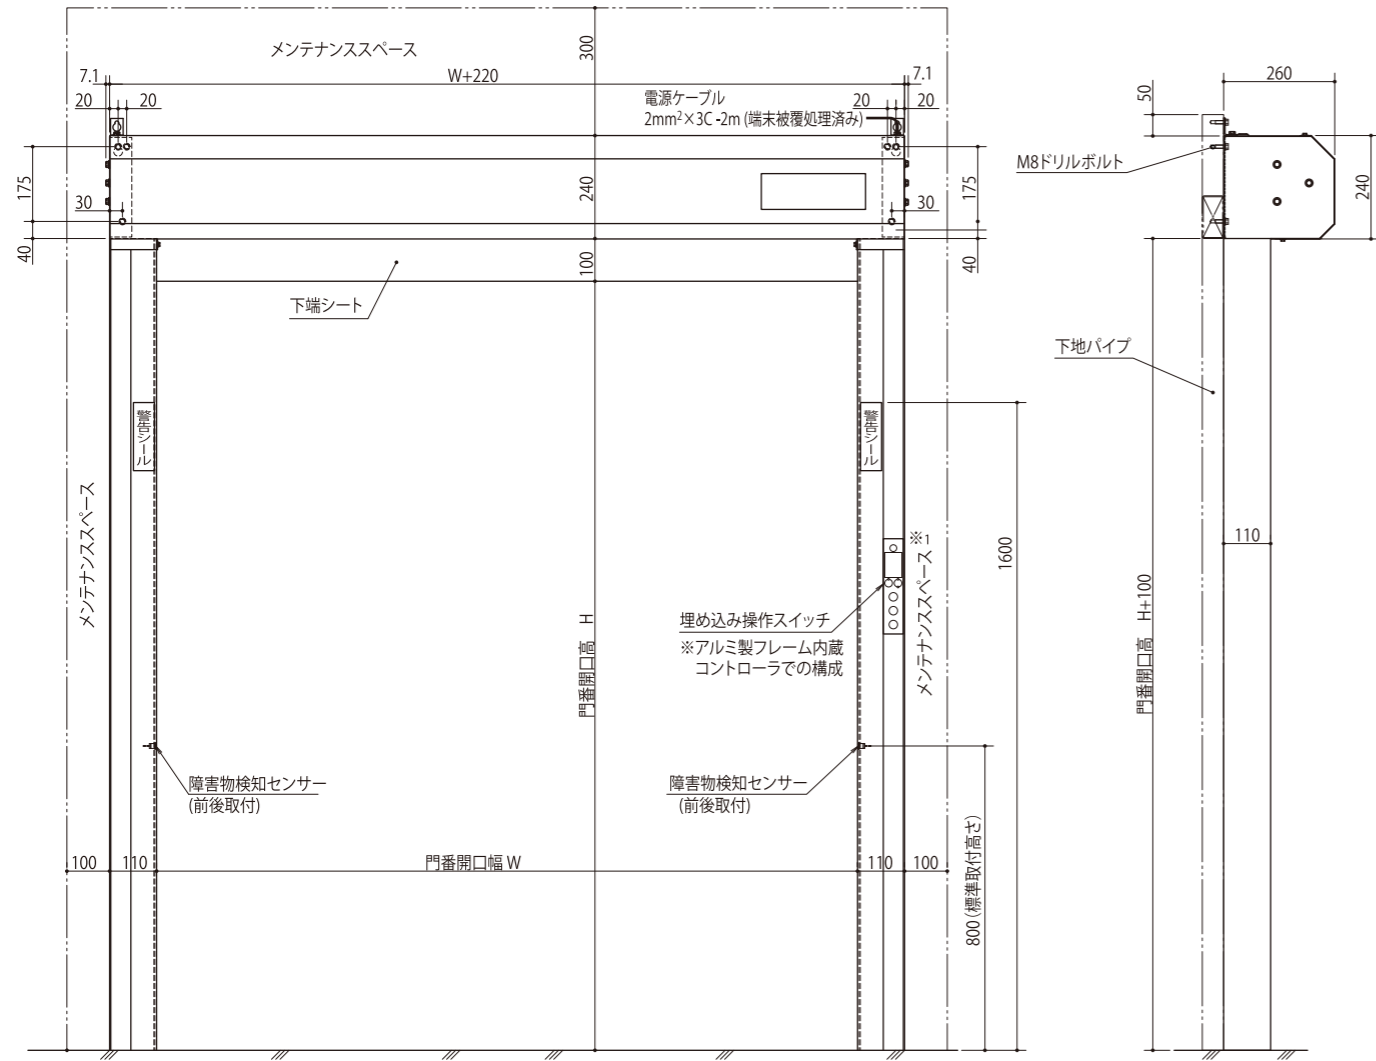 メンテナンススペース
300
7.1
W+220
7.1
20
20
電源ケーブル
2mm²×3C -2m (端末被覆処理済み)
20
20
175
30
240
175
30
40
100
40
下端シート
警告シール
警告シール
メンテナンススペース
1600
※1
メンテナンススペース
埋め込み操作スイッチ
※アルミ製フレーム内蔵
コントローラでの構成
門番開口高 H
障害物検知センサー
(前後取付)
障害物検知センサー
(前後取付)
800 (標準取付高さ)
100
110
門番開口幅 W
110
100
260
50
M8ドリルボルト
240
下地パイプ
110
門番開口高 H+100